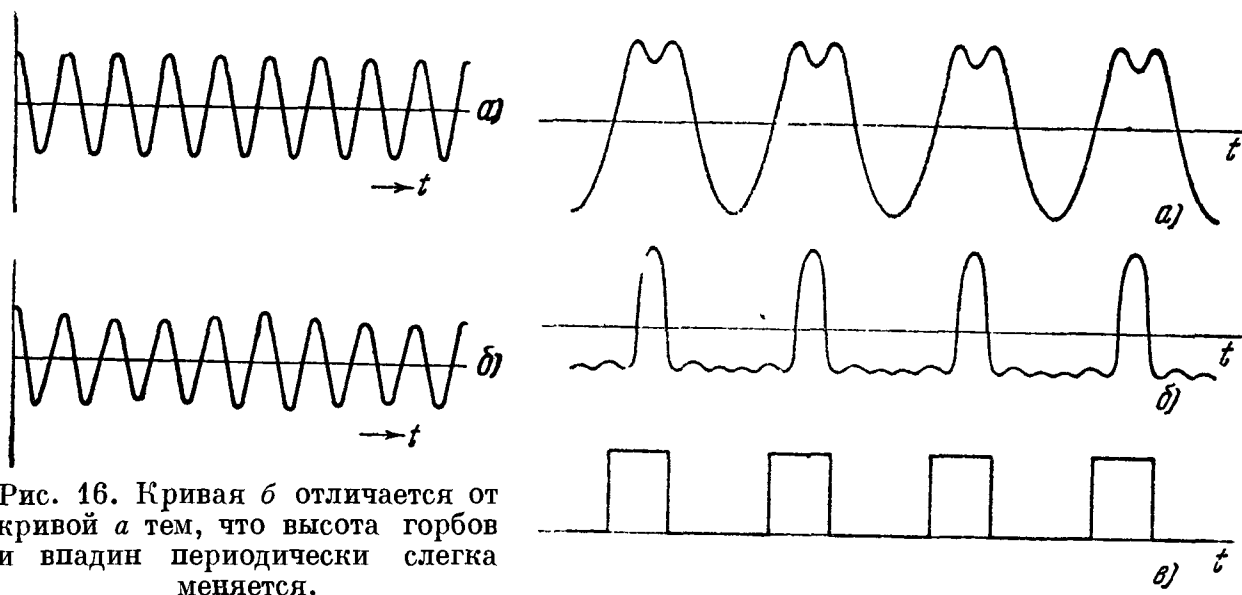 а)
t
б)
t
Рис. 16. Кривая б отличается от
кривой а тем, что высота горбов
и впадин периодически слегка
меняется.
t
а)
t
б)
t
в)